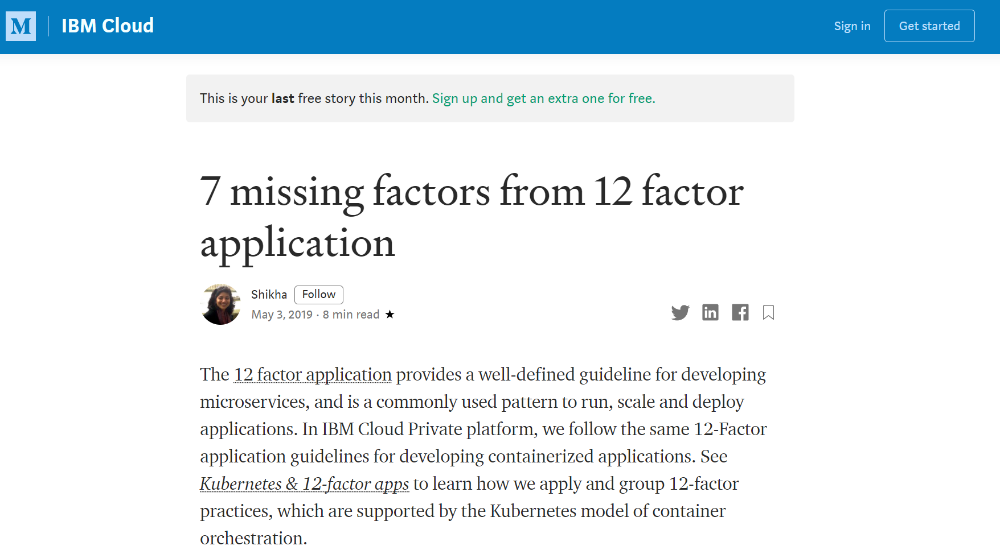 M
IBM Cloud
Sign in
Get started
This is your last free story this month. Sign up and get an extra one for free.
7 missing factors from 12 factor
application
Shikha
Follow
May 3, 2019 · 8 min read ★
The 12 factor application provides a well-defined guideline for developing
microservices, and is a commonly used pattern to run, scale and deploy
applications. In IBM Cloud Private platform, we follow the same 12-Factor
application guidelines for developing containerized applications. See
Kubernetes & 12-factor apps to learn how we apply and group 12-factor
practices, which are supported by the Kubernetes model of container
orchestration.